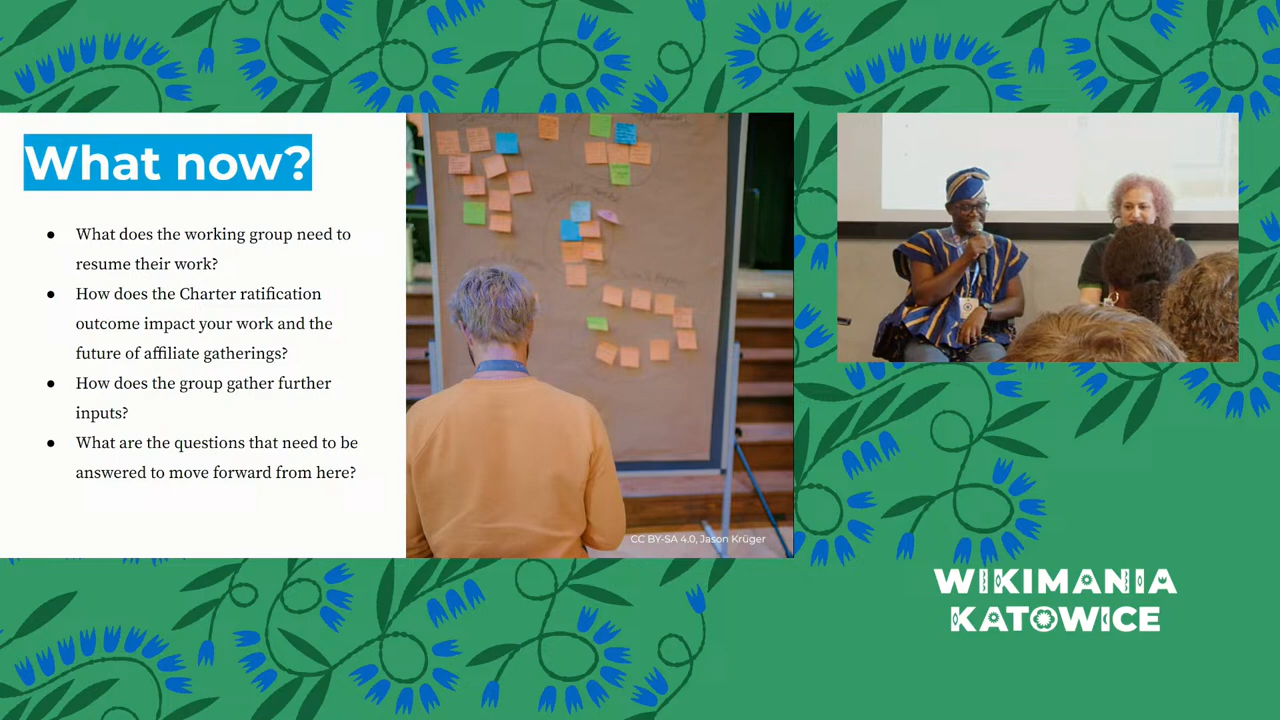 What now?
● What does the working group need to
resume their work?
● How does the Charter ratification
outcome impact your work and the
future of affiliate gatherings?
● How does the group gather further
inputs?
● What are the questions that need to be
answered to move forward from here?
CC BY-SA 4.0, Jason Krüger
WIKIMANIA
KATOWICE